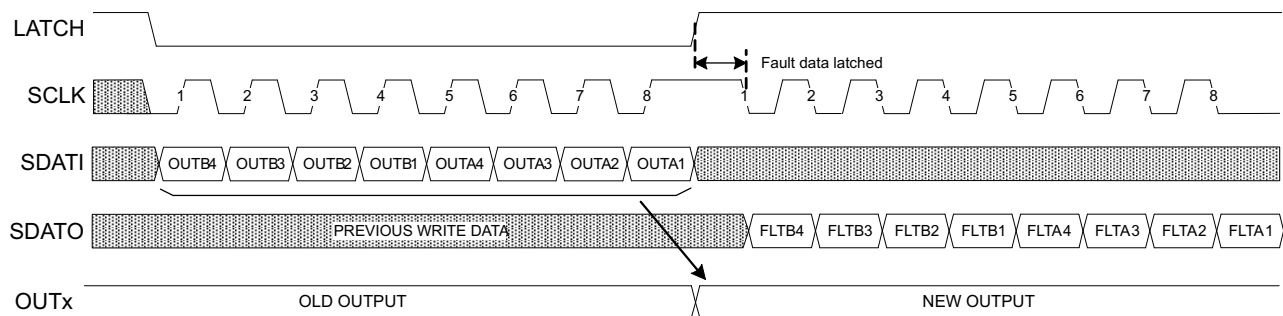 LATCH
Fault data latched
SCLK 1 2 3 4 5 6 7 8 1 2 3 4 5 6 7 8
SDATI OUTB4 OUTB3 OUTB2 OUTB1 OUTA4 OUTA3 OUTA2 OUTA1
SDATO PREVIOUS WRITE DATA FLTB4 FLTB3 FLTB2 FLTB1 FLTA4 FLTA3 FLTA2 FLTA1
OUTx OLD OUTPUT NEW OUTPUT